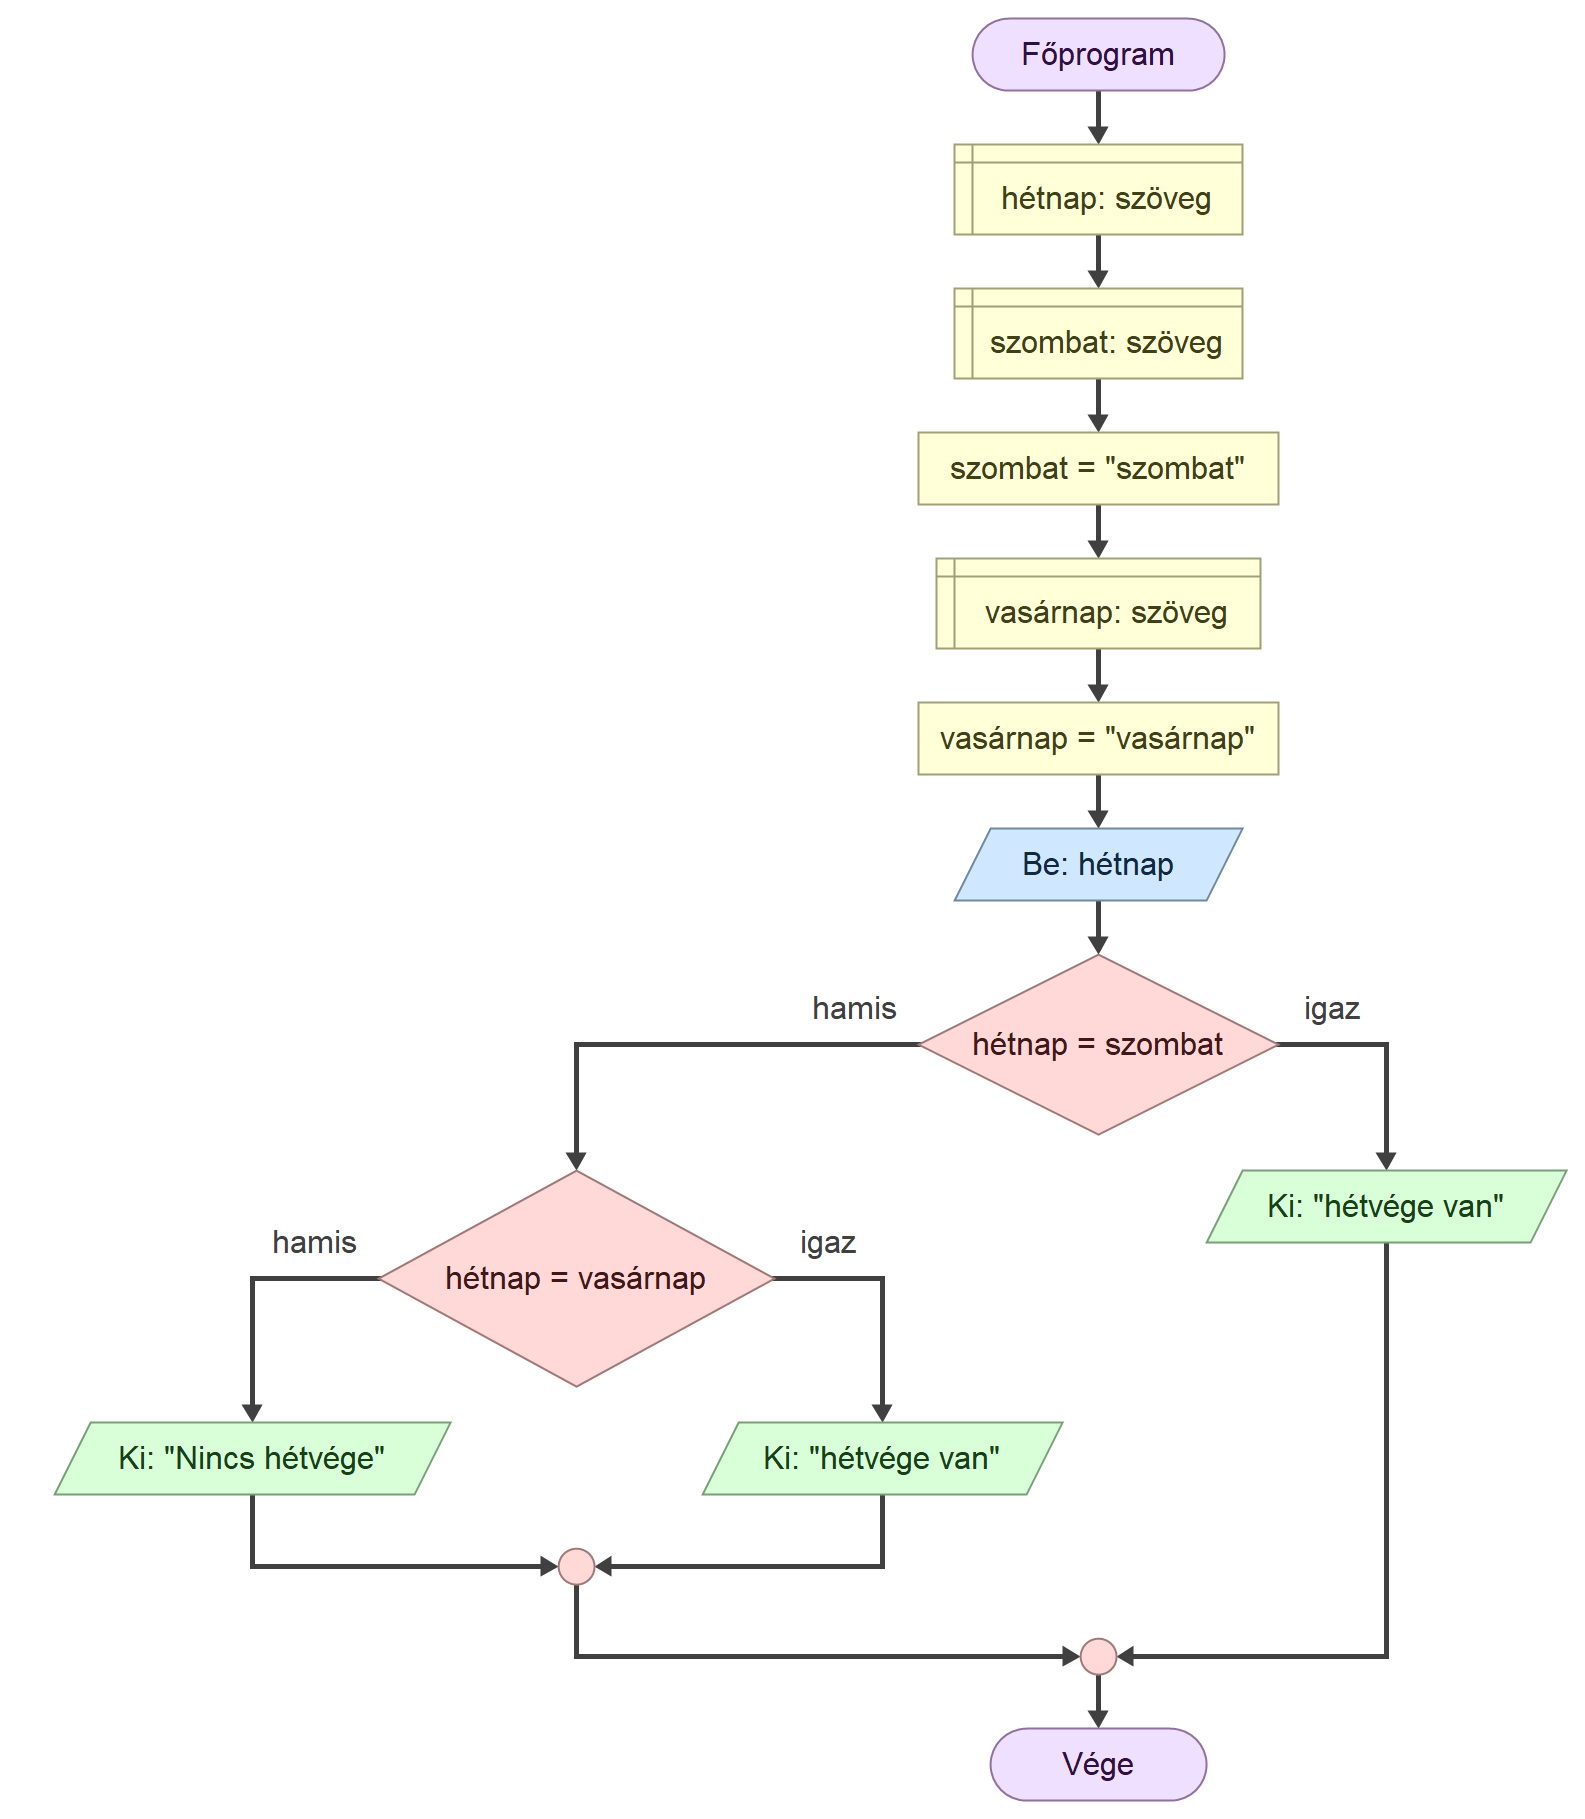 Főprogram
hétnap: szöveg
szombat: szöveg
szombat = "szombat"
vasárnap: szöveg
vasárnap = "vasárnap"
Be: hétnap
hamis
igaz
hétnap = szombat
Ki: "hétvége van"
hamis
igaz
hétnap = vasárnap
Ki: "Nincs hétvége"
Ki: "hétvége van"
Vége